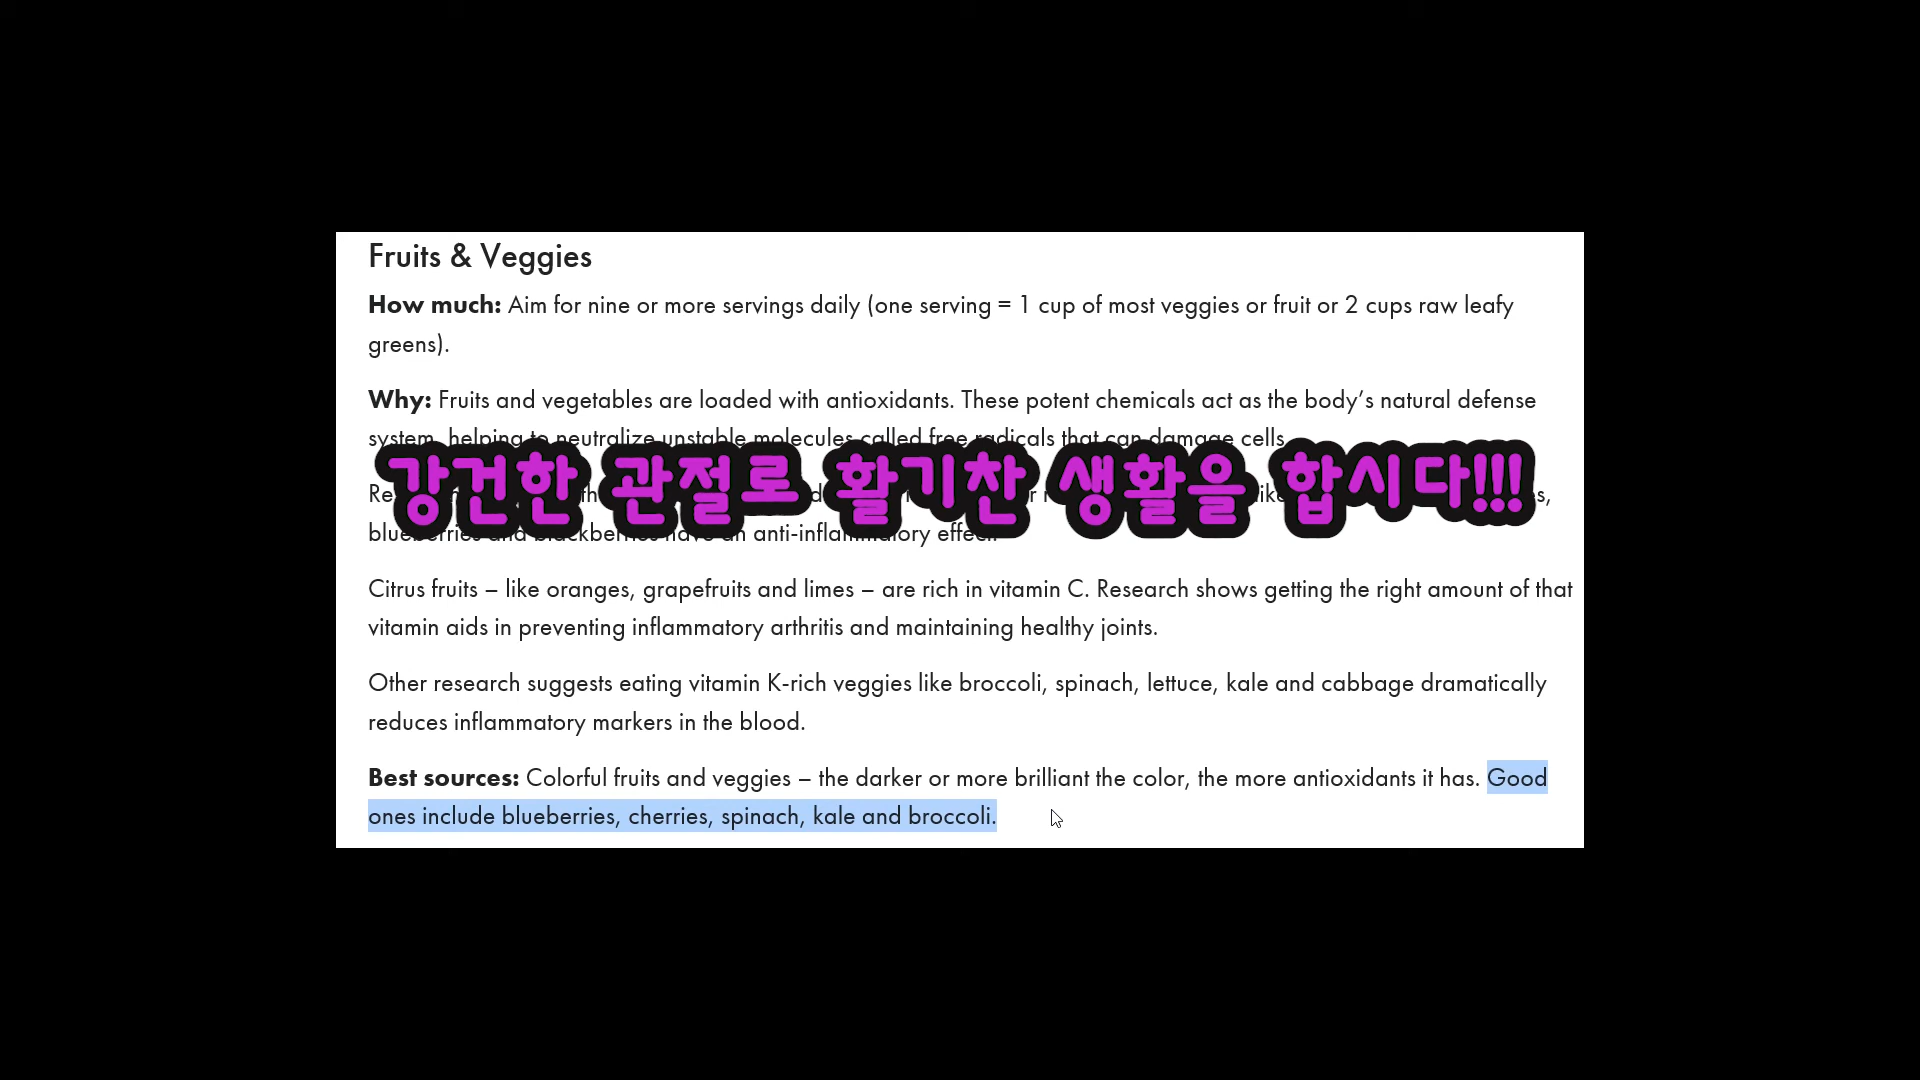 Fruits & Veggies
How much: Aim for nine or more servings daily (one serving = 1 cup of most veggies or fruit or 2 cups raw leafy
greens).
Why: Fruits and vegetables are loaded with antioxidants. These potent chemicals act as the body’s natural defense
system, helping to neutralize unstable molecules called free radicals that can damage cells.
강건한 관절로 활기찬 생활을 합시다!!!
blueberries and blackberries have an anti-inflammatory effect.
Citrus fruits – like oranges, grapefruits and limes – are rich in vitamin C. Research shows getting the right amount of that
vitamin aids in preventing inflammatory arthritis and maintaining healthy joints.
Other research suggests eating vitamin K-rich veggies like broccoli, spinach, lettuce, kale and cabbage dramatically
reduces inflammatory markers in the blood.
Best sources: Colorful fruits and veggies – the darker or more brilliant the color, the more antioxidants it has. Good
ones include blueberries, cherries, spinach, kale and broccoli.